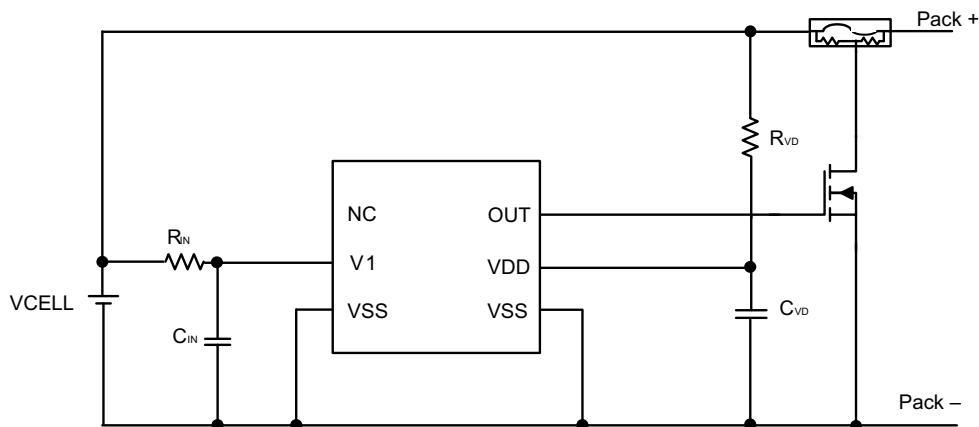 Pack +
RVD
NC
OUT
RIN
V1
VDD
VCELL
VSS
VSS
CIN
CVD
Pack –